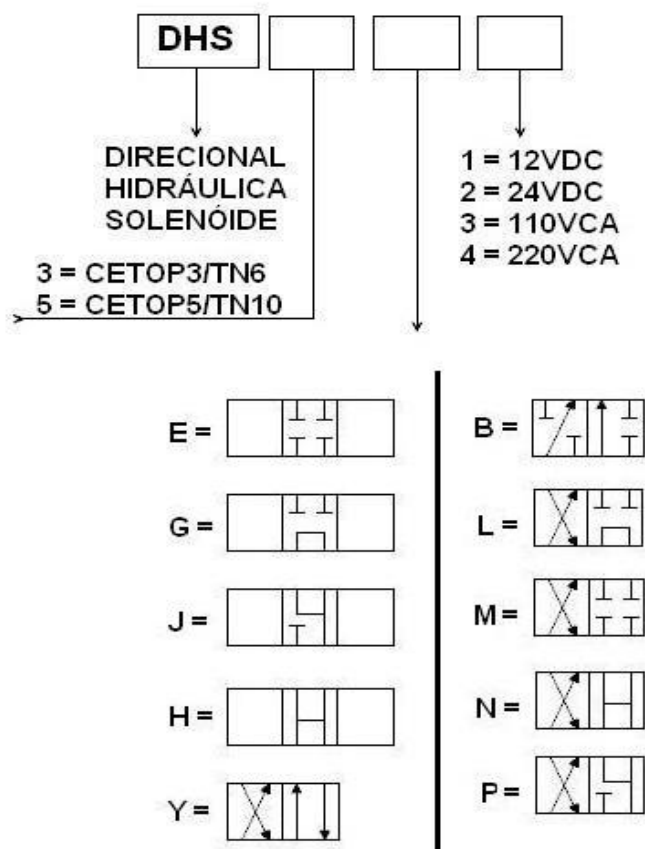 DHS
DIRECIONAL
HIDRÁULICA
SOLENÓIDE
1 = 12VDC
2 = 24VDC
3 = 110VCA
4 = 220VCA
3 = CETOP3/TN6
5 = CETOP5/TN10
E =
G =
J =
H =
Y =
B =
L =
M =
N =
P =